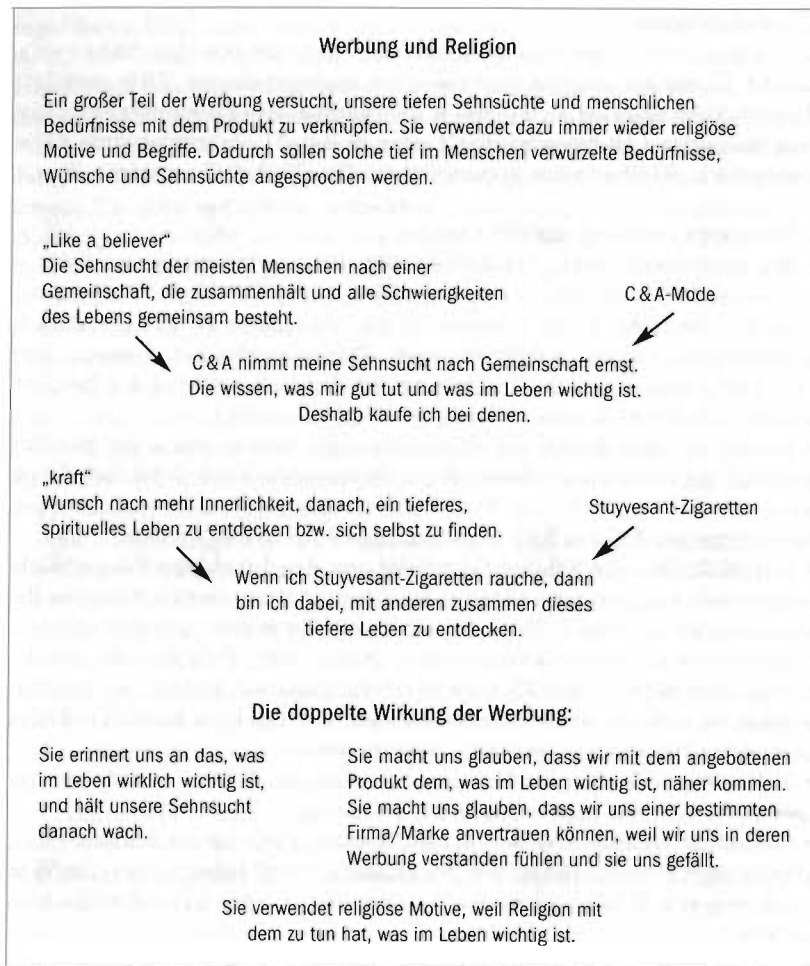 Werbung und Religion
Ein großer Teil der Werbung versucht, unsere tiefen Sehnsüchte und menschlichen
Bedürfnisse mit dem Produkt zu verknüpfen. Sie verwendet dazu immer wieder religiöse
Motive und Begriffe. Dadurch sollen solche tief im Menschen verwurzelte Bedürfnisse,
Wünsche und Sehnsüchte angesprochen werden.
„Like a believer“
Die Sehnsucht der meisten Menschen nach einer
Gemeinschaft, die zusammenhält und alle Schwierigkeiten
des Lebens gemeinsam besteht.
C & A-Mode
C & A nimmt meine Sehnsucht nach Gemeinschaft ernst.
Die wissen, was mir gut tut und was im Leben wichtig ist.
Deshalb kaufe ich bei denen.
„kraft“
Wunsch nach mehr Innerlichkeit, danach, ein tieferes,
spirituelles Leben zu entdecken bzw. sich selbst zu finden.
Stuyvesant-Zigaretten
Wenn ich Stuyvesant-Zigaretten rauche, dann
bin ich dabei, mit anderen zusammen dieses
tiefere Leben zu entdecken.
Die doppelte Wirkung der Werbung:
Sie erinnert uns an das, was
im Leben wirklich wichtig ist,
und hält unsere Sehnsucht
danach wach.
Sie macht uns glauben, dass wir mit dem angebotenen
Produkt dem, was im Leben wichtig ist, näher kommen.
Sie macht uns glauben, dass wir uns einer bestimmten
Firma/Marke anvertrauen können, weil wir uns in deren
Werbung verstanden fühlen und sie uns gefällt.
Sie verwendet religiöse Motive, weil Religion mit
dem zu tun hat, was im Leben wichtig ist.